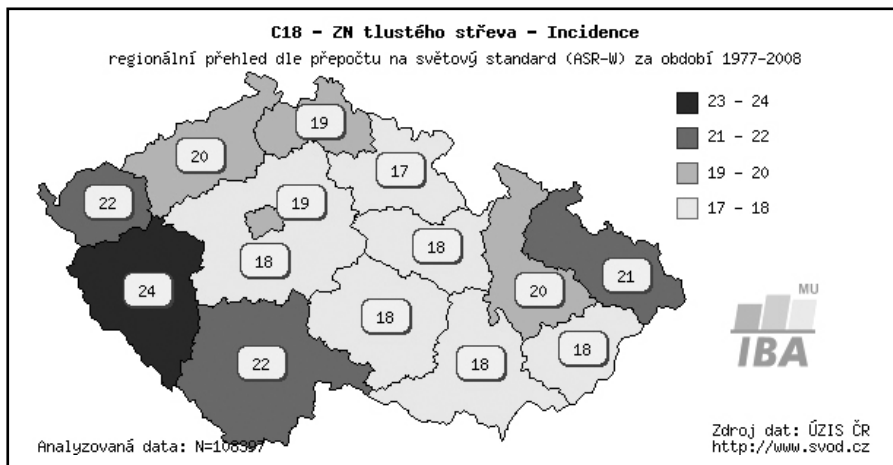 C18 - ZN tlustého střeva - Incidence
regionální přehled dle přepočtu na světový standard (ASR-W) za období 1977-2008
23 - 24
21 - 22
19 - 20
17 - 18
19
20
17
22
19
18
18
24
21
20
18
18
18
22
MU
IBA
Analyzovaná data:
Zdroj dat: ÚZIS ČR
http://www.svod.cz